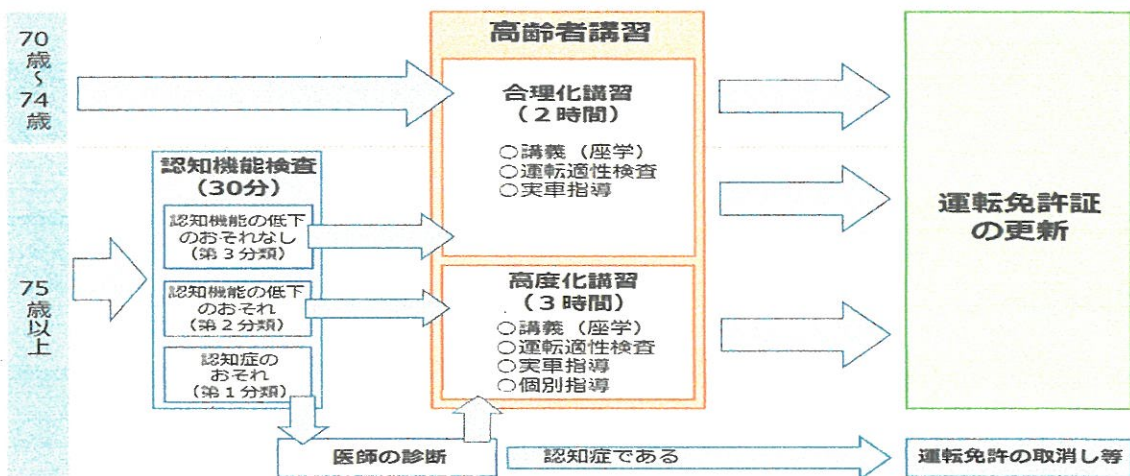 70
歳
～
74
歳
75
歳
以
上
認知機能検査
(30分)
認知機能の低下
のおそれなし
(第3分類)
認知機能の低下
のおそれ
(第2分類)
認知症の
おそれ
(第1分類)
高齢者講習
合理化講習
(2時間)
○講義(座学)
○運転適性検査
○実車指導
高度化講習
(3時間)
○講義(座学)
○運転適性検査
○実車指導
○個別指導
医師の診断
認知症である
運転免許証
の更新
運転免許の取消し等